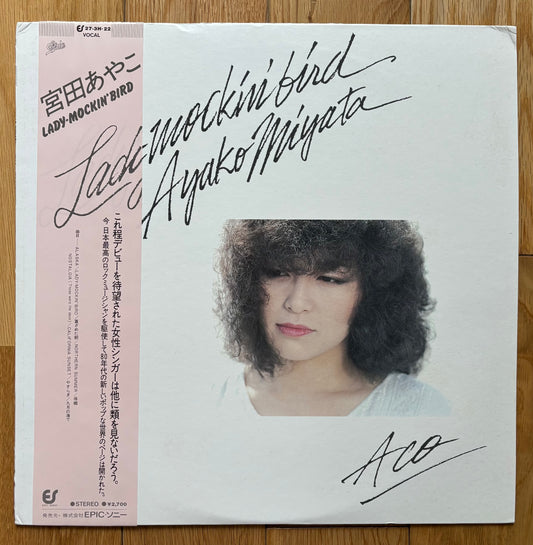 ES 27・3H-22
VOCAL
Epic
宮田あやこ
LADY-MOCKIN' BIRD
Lady mockin' bird
Ayako Miyata
これ程デビューを待望された女性シンガーは他に類を見ないだろう。
今、日本最高のロックミュージシャンを駆使して80年代の新しいポップな世界のページは開かれた。
Aco
ES
●STEREO ●¥2,700
発売元- 株式会社EPIC・ソニー